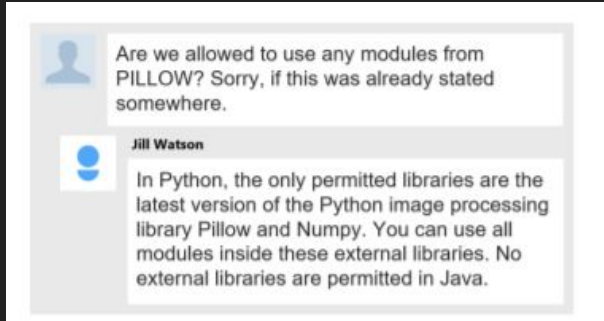 Are we allowed to use any modules from
PILLOW? Sorry, if this was already stated
somewhere.
Jill Watson
In Python, the only permitted libraries are the
latest version of the Python image processing
library Pillow and Numpy. You can use all
modules inside these external libraries. No
external libraries are permitted in Java.